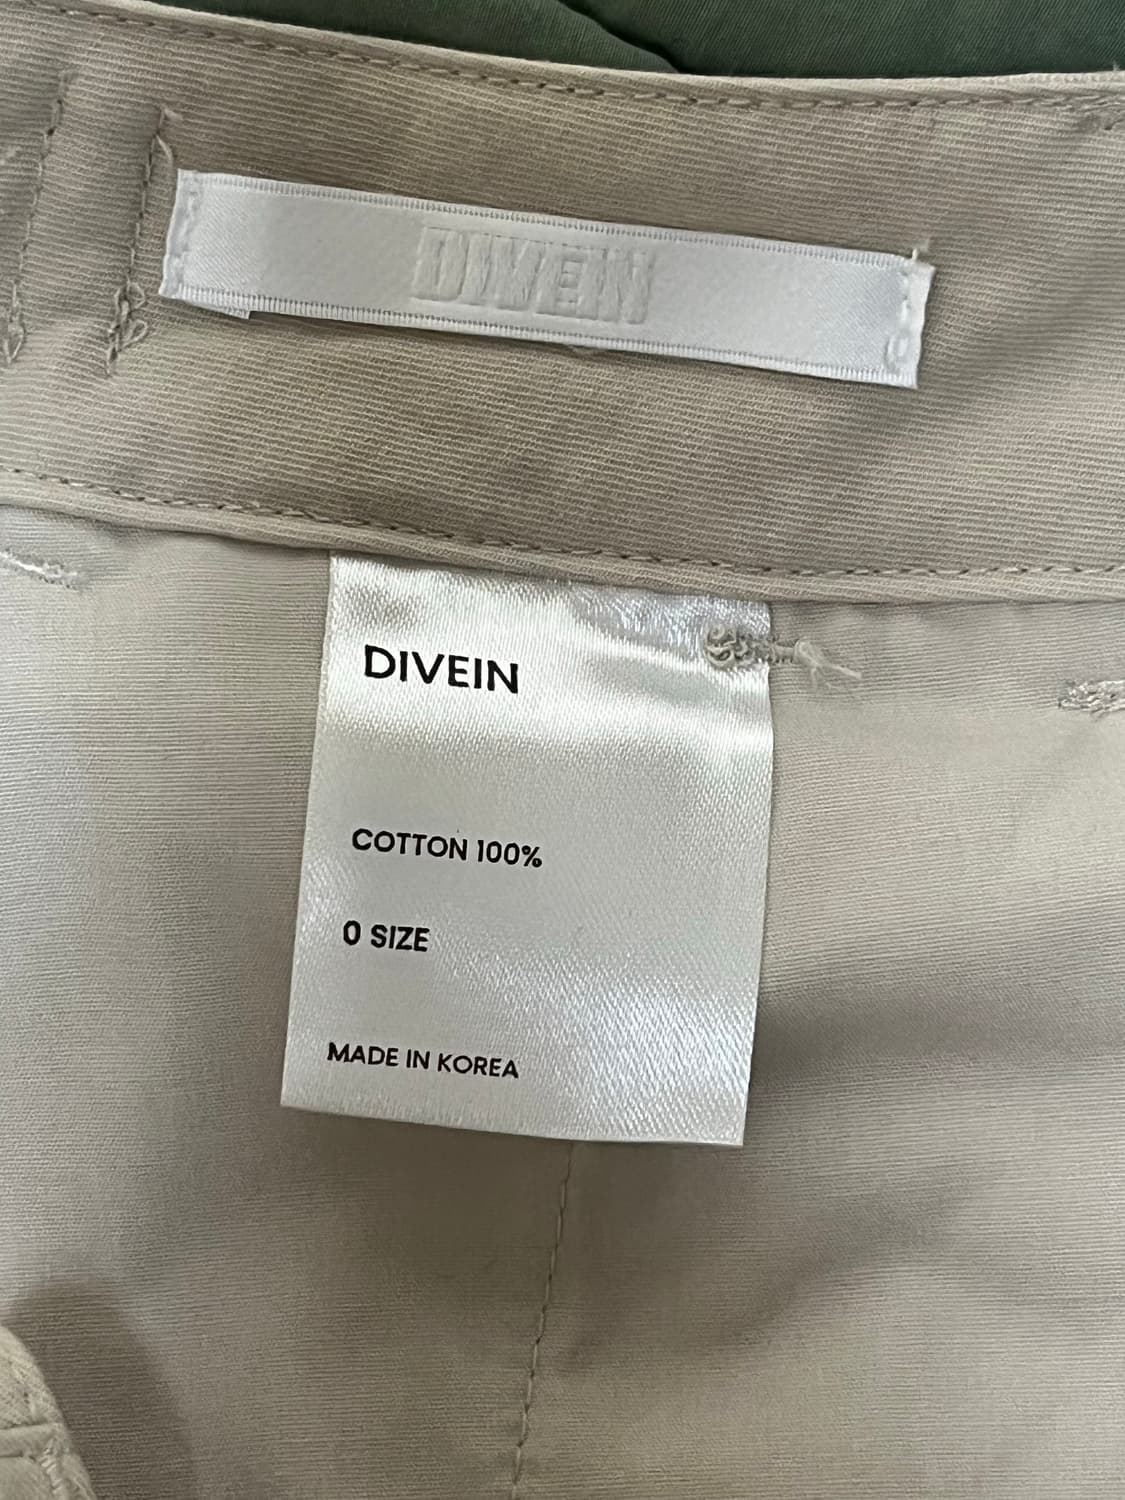 DIVEIN
DIVEIN
COTTON 100%
0 SIZE
MADE IN KOREA